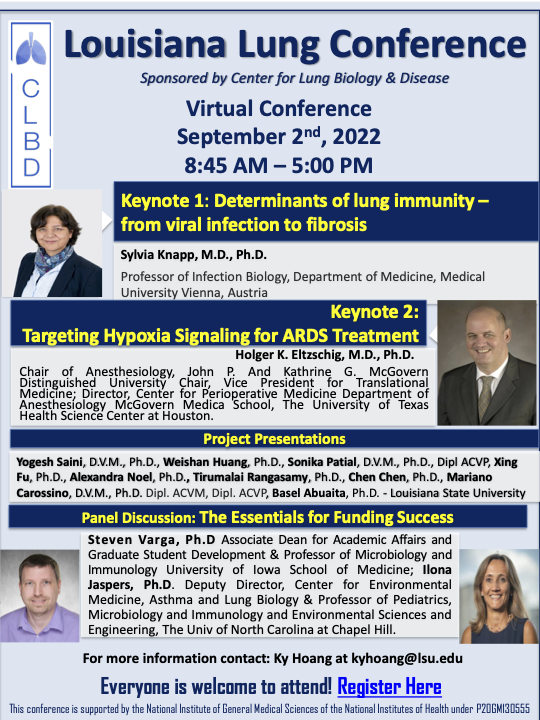 CLBD
Louisiana Lung Conference
Sponsored by Center for Lung Biology & Disease
Virtual Conference
September 2nd, 2022
8:45 AM – 5:00 PM
Keynote 1: Determinants of lung immunity –
from viral infection to fibrosis
Sylvia Knapp, M.D., Ph.D.
Professor of Infection Biology, Department of Medicine, Medical
University Vienna, Austria
Keynote 2:
Targeting Hypoxia Signaling for ARDS Treatment
Holger K. Eltzschig, M.D., Ph.D.
Chair of Anesthesiology, John P. And Kathrine G. McGovern
Distinguished University Chair, Vice President for Translational
Medicine; Director, Center for Perioperative Medicine Department of
Anesthesiology McGovern Medica School, The University of Texas
Health Science Center at Houston.
Project Presentations
Yogesh Saini, D.V.M., Ph.D., Weishan Huang, Ph.D., Sonika Patial, D.V.M., Ph.D., Dipl ACVP, Xing
Fu, Ph.D., Alexandra Noel, Ph.D., Tirumalai Rangasamy, Ph.D., Chen Chen, Ph.D., Mariano
Carossino, D.V.M., Ph.D. Dipl. ACVM, Dipl. ACVP, Basel Abuaita, Ph.D. - Louisiana State University
Panel Discussion: The Essentials for Funding Success
Steven Varga, Ph.D Associate Dean for Academic Affairs and
Graduate Student Development & Professor of Microbiology and
Immunology University of Iowa School of Medicine; Ilona
Jaspers, Ph.D. Deputy Director, Center for Environmental
Medicine, Asthma and Lung Biology & Professor of Pediatrics,
Microbiology and Immunology and Environmental Sciences and
Engineering, The Univ of North Carolina at Chapel Hill.
For more information contact: Ky Hoang at kyhoang@lsu.edu
Everyone is welcome to attend! Register Here
This conference is supported by the National Institute of General Medical Sciences of the National Institutes of Health under P20GM130555